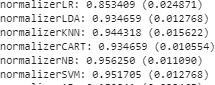 normalizerLR: 0.853409 (0.024871)
normalizerLDA: 0.934659 (0.012768)
normalizerKNN: 0.944318 (0.015622)
normalizerCART: 0.934659 (0.010554)
normalizerNB: 0.956250 (0.011090)
normalizerSVM: 0.951705 (0.012768)